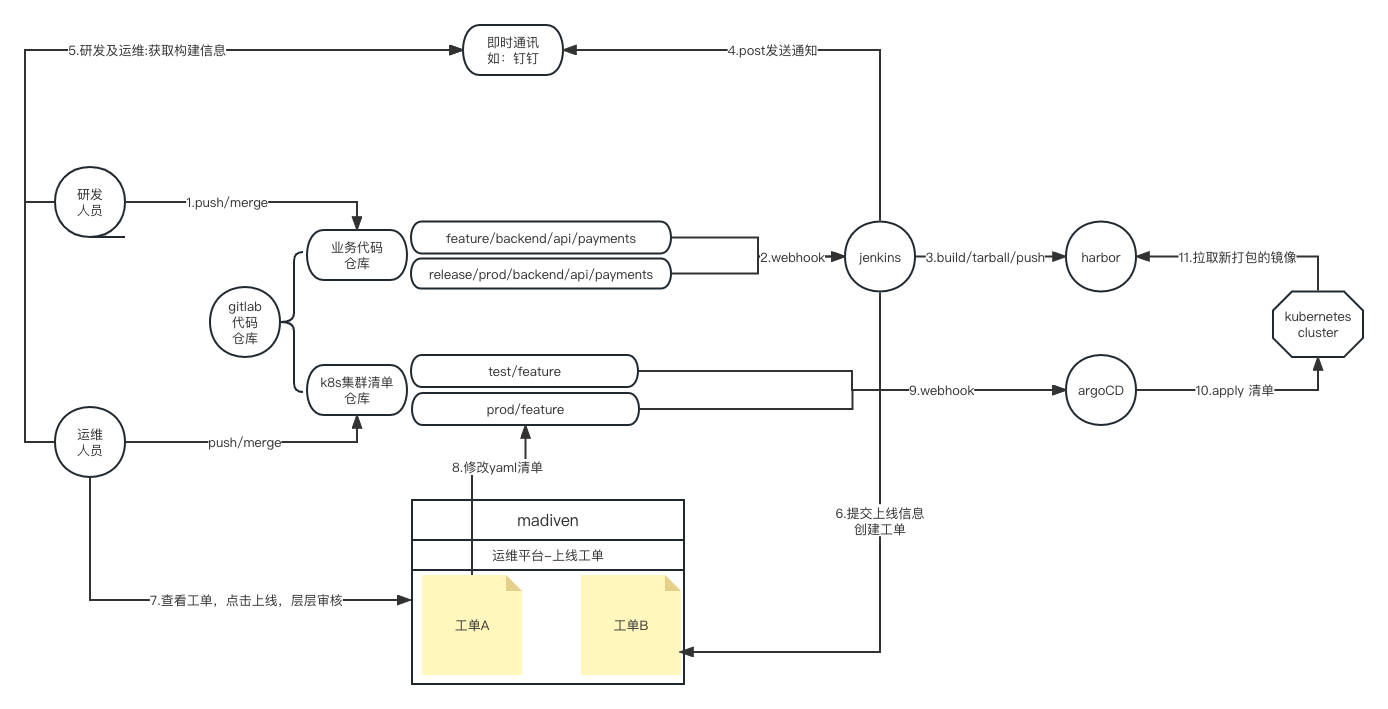 5.研发及运维:获取构建信息
即时通讯
如：钉钉
4.post发送通知
研发
人员
1.push/merge
业务代码
仓库
feature/backend/api/payments
release/prod/backend/api/payments
2.webhook
jenkins
3.build/tarball/push
harbor
11.拉取新打包的镜像
gitlab
代码
仓库
kubernetes
cluster
k8s集群清单
仓库
test/feature
prod/feature
9.webhook
argoCD
10.apply 清单
运维
人员
push/merge
8.修改yaml清单
madiven
运维平台-上线工单
6.提交上线信息
创建工单
7.查看工单，点击上线，层层审核
工单A
工单B